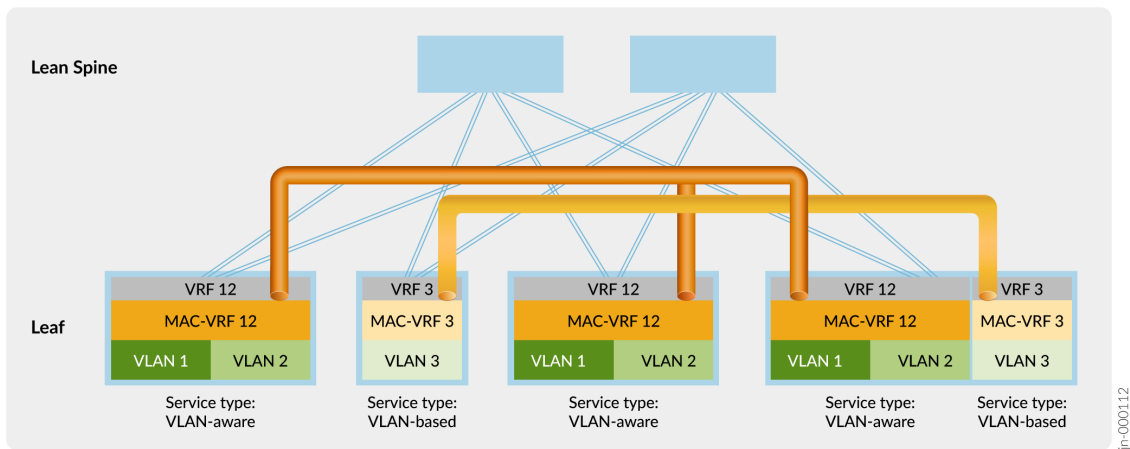 Lean Spine
VRF 12
VRF 3
VRF 12
VRF 12
VRF 3
Leaf
MAC-VRF 12
MAC-VRF 3
MAC-VRF 12
MAC-VRF 12
MAC-VRF 3
VLAN 1
VLAN 2
VLAN 3
VLAN 1
VLAN 2
VLAN 1
VLAN 2
VLAN 3
Service type:
VLAN-aware
Service type:
VLAN-based
Service type:
VLAN-aware
Service type:
VLAN-aware
Service type:
VLAN-based
jn-000112